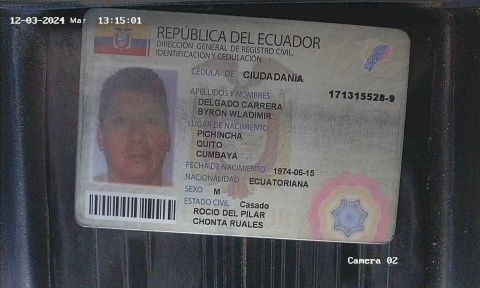 12-03-2024 Mar 13:15:01
REPÚBLICA DEL ECUADOR
DIRECCIÓN GENERAL DE REGISTRO CIVIL,
IDENTIFICACIÓN Y CEDULACIÓN
CÉDULA DE CIUDADANÍA
171315528-9
APELLIDOS Y NOMBRES
DELGADO CARRERA
BYRON WLADIMIR
LUGAR DE NACIMIENTO
PICHINCHA
QUITO
CUMBAYA
FECHA DE NACIMIENTO 1974-06-15
NACIONALIDAD ECUATORIANA
SEXO M
ESTADO CIVIL Casado
ROCIO DEL PILAR
CHONTA RUALES
Camera 02